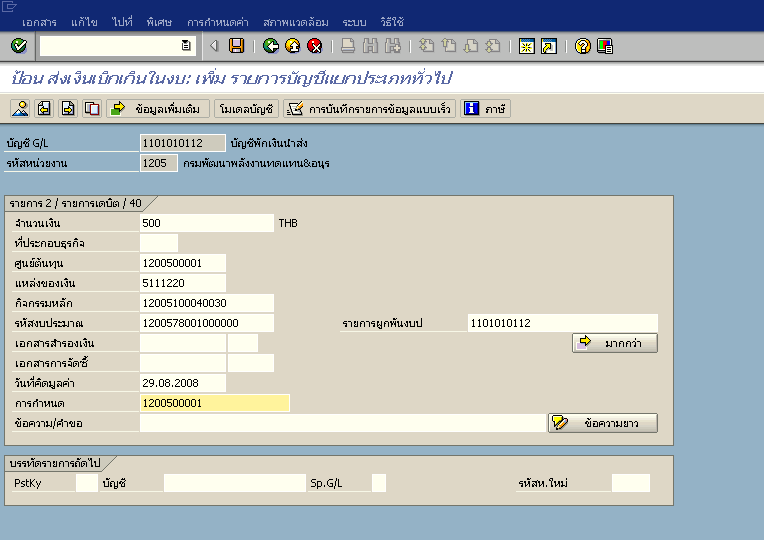 เอกสาร แก้ไข ไปที่ พิเศษ การกำหนดค่า สภาพแวดล้อม ระบบ วิธีใช้
ป้อน ส่งเงินเบิกเกินในงบ: เพิ่ม รายการบัญชีแยกประเภททั่วไป
ข้อมูลเพิ่มเติม โมเดลบัญชี การบันทึกรายการข้อมูลแบบเร็ว ภาษี
บัญชี G/L 1101010112 บัญชีพักเงินนำส่ง
รหัสหน่วยงาน 1205 กรมพัฒนาพลังงานทดแทน&อนุร
รายการ 2 / รายการเดบิต / 40
จำนวนเงิน 500 THB
ที่ประกอบธุรกิจ
ศูนย์ต้นทุน 1200500001
แหล่งของเงิน 5111220
กิจกรรมหลัก 12005100040030
รหัสงบประมาณ 1200578001000000 รายการผูกพันงบป 1101010112
เอกสารสำรองเงิน มากกว่า
เอกสารการจัดซื้
วันที่คิดมูลค่า 29.08.2008
การกำหนด 1200500001
ข้อความ/คำขอ ข้อความยาว
บรรทัดรายการถัดไป
PstKy บัญชี Sp.G/L รหัสห.ใหม่